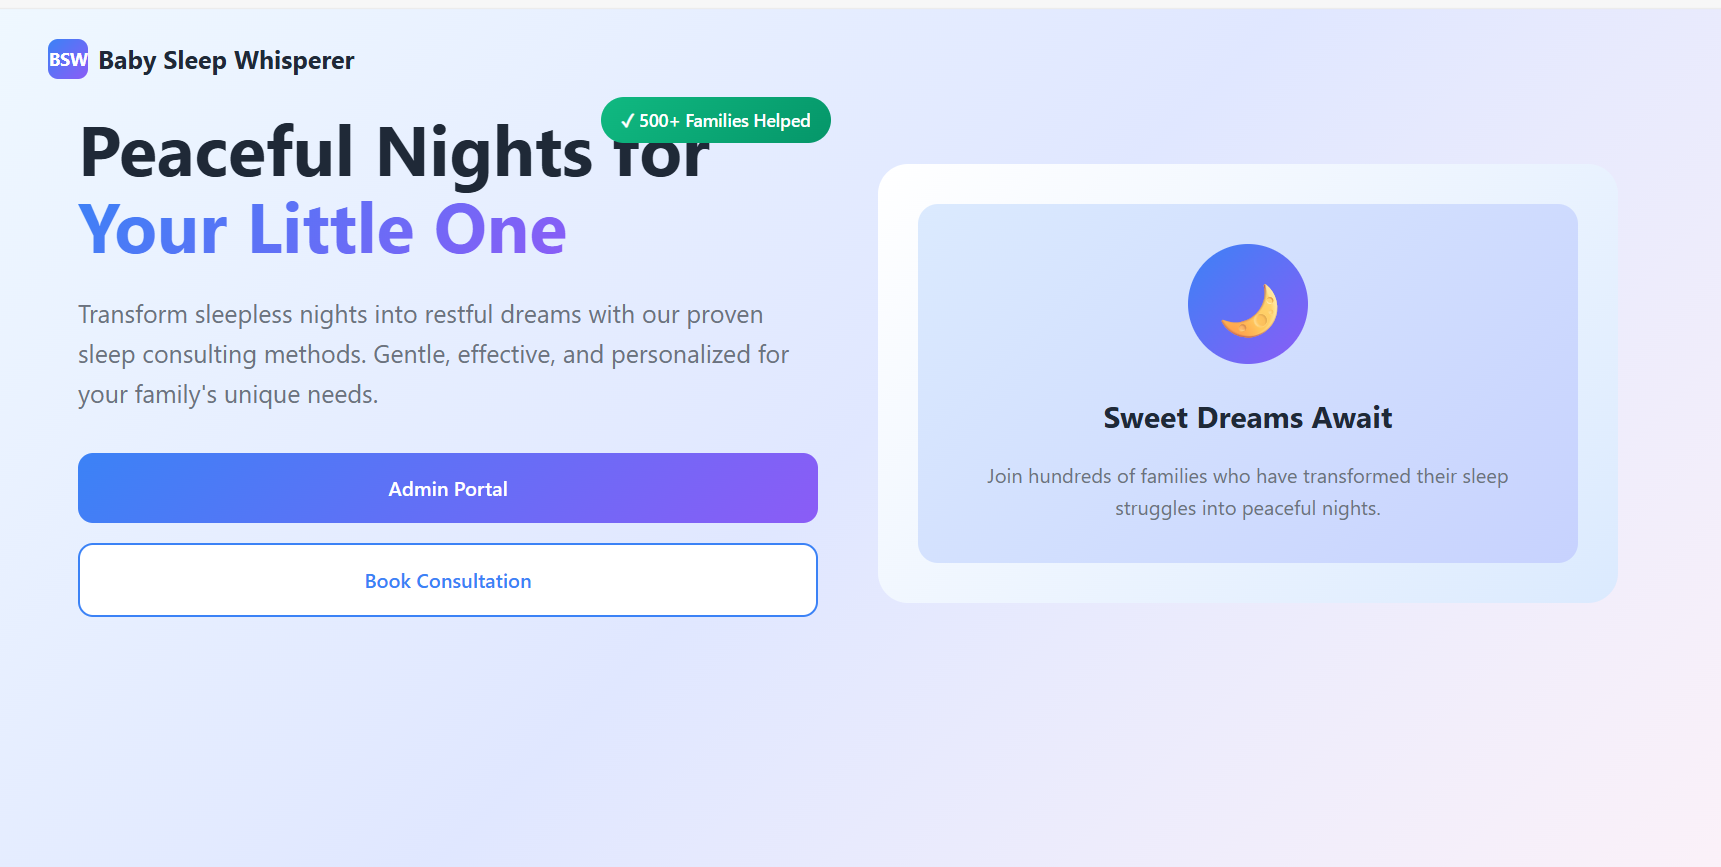 BSW Baby Sleep Whisperer
✓ 500+ Families Helped
Peaceful Nights for
Your Little One
Transform sleepless nights into restful dreams with our proven
sleep consulting methods. Gentle, effective, and personalized for
your family's unique needs.
Admin Portal
Book Consultation
Sweet Dreams Await
Join hundreds of families who have transformed their sleep
struggles into peaceful nights.